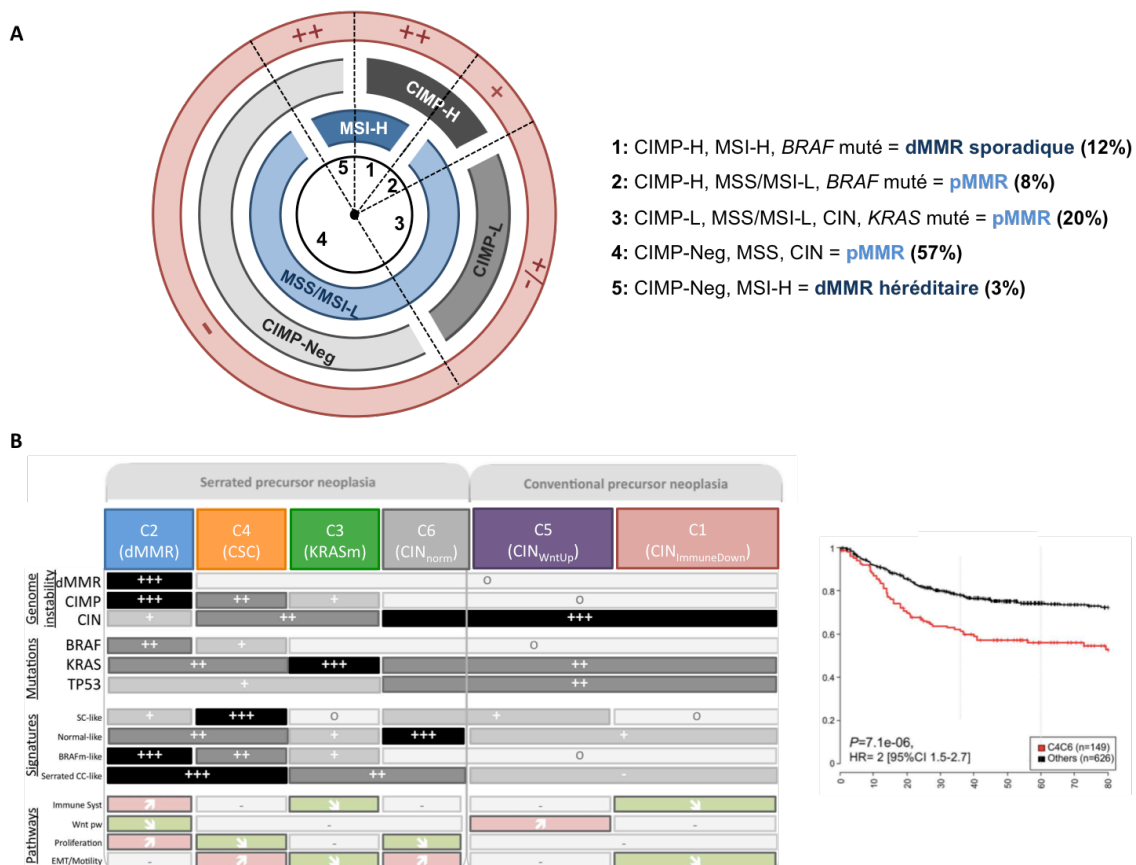 A
++
++
+
+/-
-
CIMP-H
MSI-H
CIMP-L
MSS/MSI-L
CIMP-Neg
5
1
2
3
4
1: CIMP-H, MSI-H, BRAF muté = dMMR sporadique (12%)
2: CIMP-H, MSS/MSI-L, BRAF muté = pMMR (8%)
3: CIMP-L, MSS/MSI-L, CIN, KRAS muté = pMMR (20%)
4: CIMP-Neg, MSS, CIN = pMMR (57%)
5: CIMP-Neg, MSI-H = dMMR héréditaire (3%)
B
Serrated precursor neoplasia Conventional precursor neoplasia
C2 C4 C3 C6 C5 C1
(dMMR) (CSC) (KRASm) (CINnorm) (CINWntUp) (CINImmuneDown)
Genome instability
dMMR +++ O
CIMP +++ ++ + O
CIN + ++ +++
Mutations
BRAF ++ + O
KRAS ++ +++ ++
TP53 + ++
Signatures
SC-like + +++ O + O
Normal-like ++ + +++ +
BRAFm-like +++ ++ + O
Serrated CC-like +++ ++ -
Pathways
Immune Syst ↗ - ↘ - - ↘
Wnt pw ↘ - ↗ -
Proliferation ↗ ↘ - ↘ -
EMT/Motility - ↗ ↘ ↗ - ↘
1
0.8
0.6
0.4
0.2
0
P=7.1e-06,
HR= 2 [95%CI 1.5-2.7]
C4C6 (n=149)
Others (n=626)
0 10 20 30 40 50 60 70 80